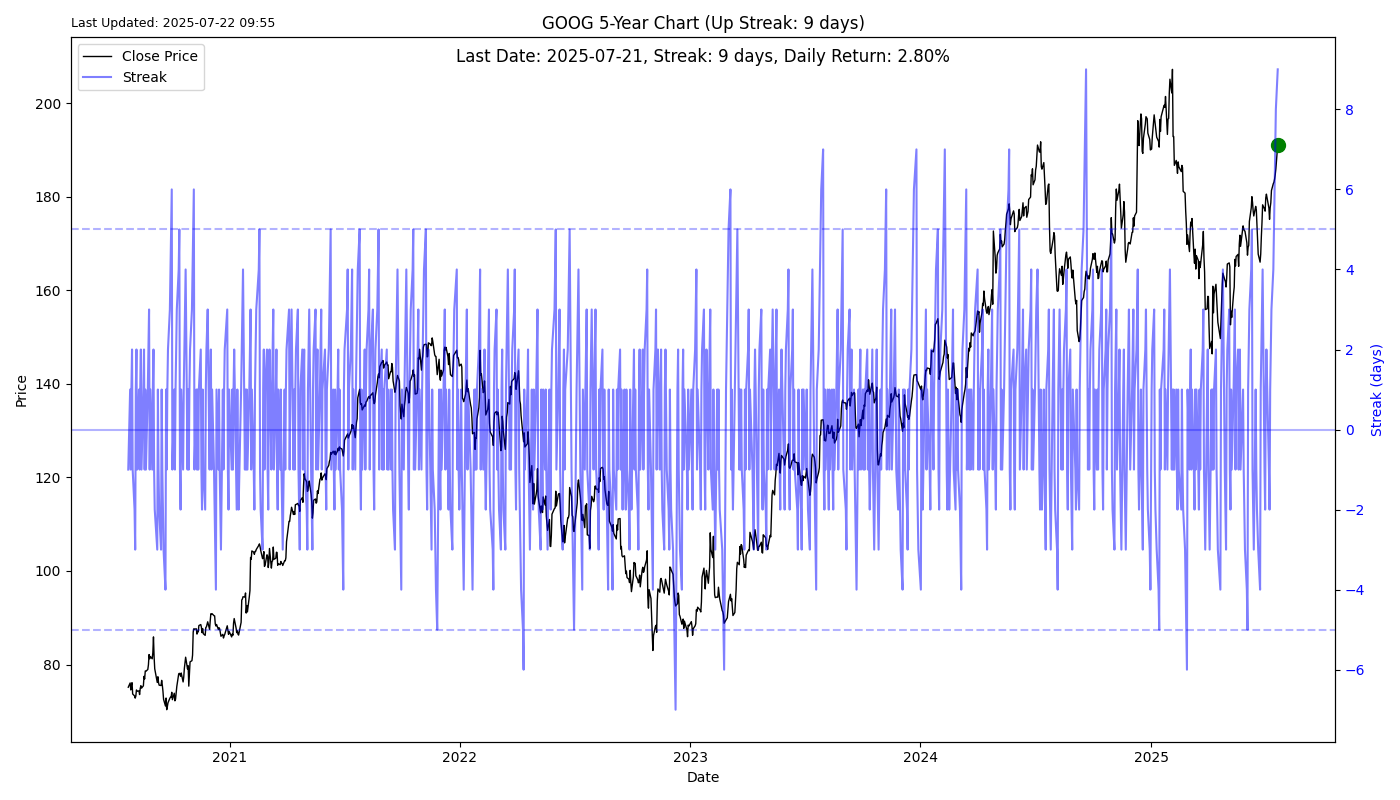 Last Updated: 2025-07-22 09:55
GOOG 5-Year Chart (Up Streak: 9 days)
Last Date: 2025-07-21, Streak: 9 days, Daily Return: 2.80%
Close Price
Streak
200
180
160
140
120
100
80
Price
8
6
4
2
0
−2
−4
−6
Streak (days)
2021
2022
2023
2024
2025
Date